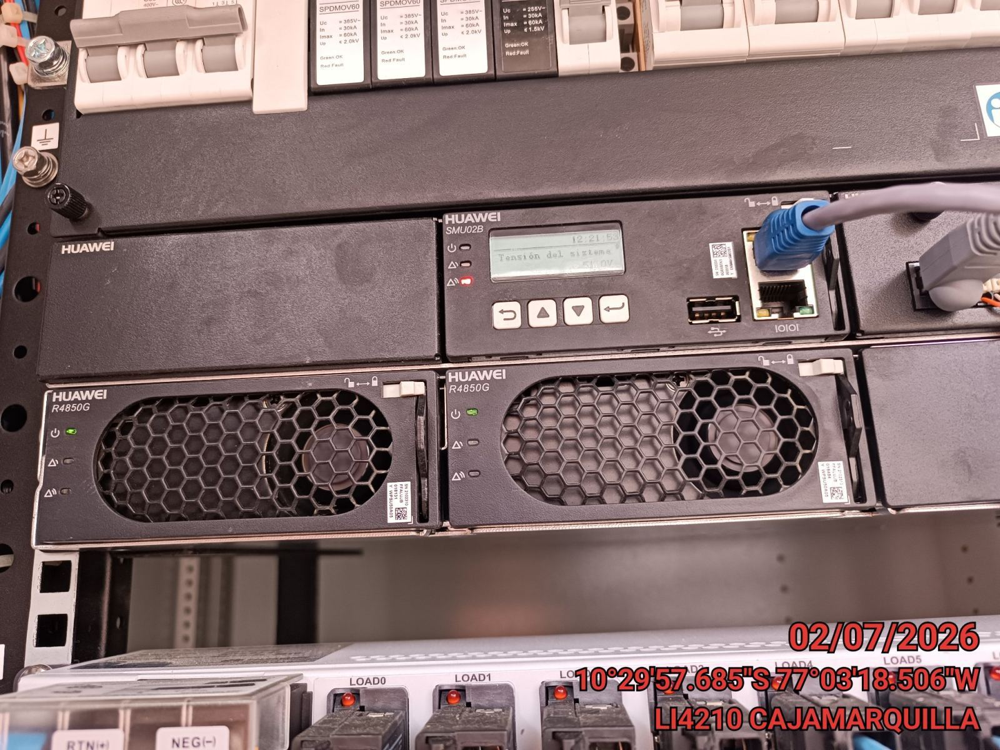 400V~
SPDMOV60
Uc = 385V~
In = 30kA
Imax = 60kA
Up ≤ 2.0kV
Green:OK
Red:Fault
SPDMOV60
Uc = 385V~
In = 30kA
Imax = 60kA
Up ≤ 2.0kV
Green:OK
Red:Fault
Uc = 385V~
In = 30kA
Imax = 60kA
Up ≤ 2.0kV
Green:OK
Red:Fault
Uc = 255V~
In = 30kA
Imax = 60kA
Up ≤ 1.5kV
Green:OK
Red:Fault
HUAWEI
HUAWEI
SMU02B
12:21:53
Tensión del sistema
51.0V
IOIOI
HUAWEI
R4850G
HUAWEI
R4850G
LOAD0
LOAD1
LOAD4
LOAD5
RTN(+)
NEG(−)
02/07/2026
10°29'57.685"S 77°03'18.506"W
LI4210 CAJAMARQUILLA